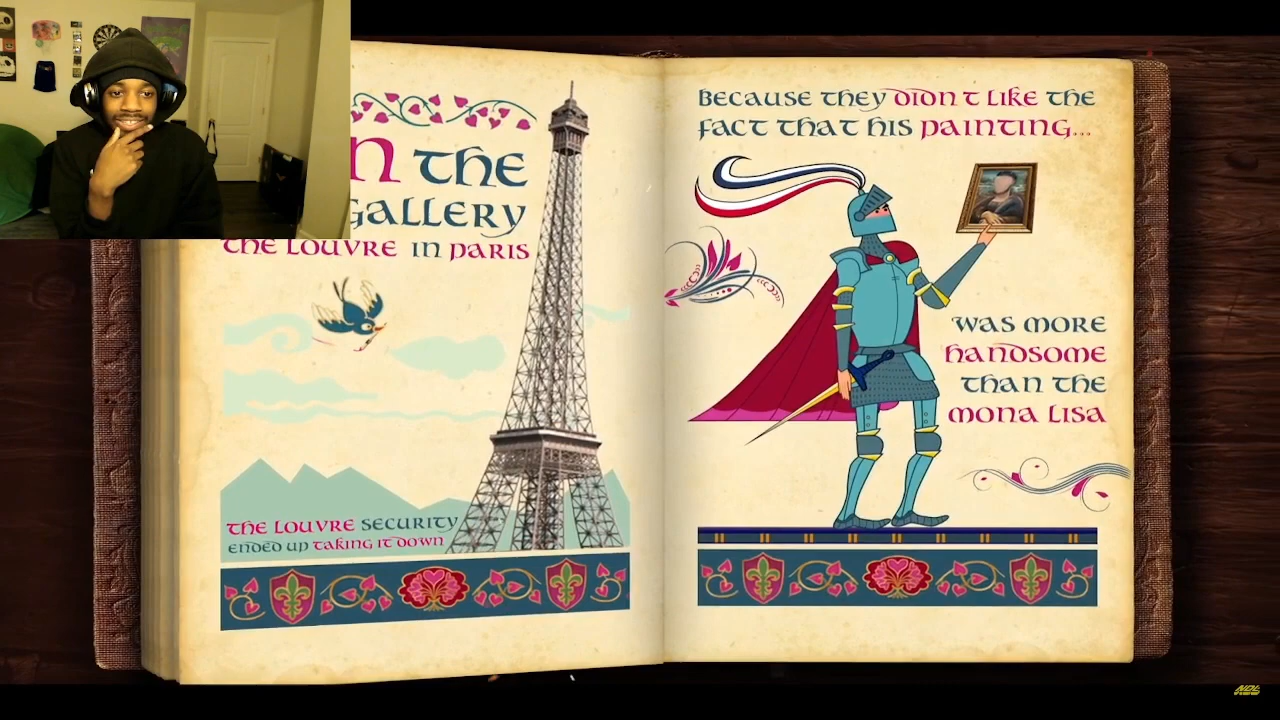 N THE
GALLERY
THE LOUVRE IN PARIS
THE LOUVRE SECURITY
ENDED UP TAKING IT DOWN
BECAUSE THEY DIDN T LIKE THE
FACT THAT HIS PAINTING...
WAS MORE
HANDSOME
THAN THE
MONA LISA